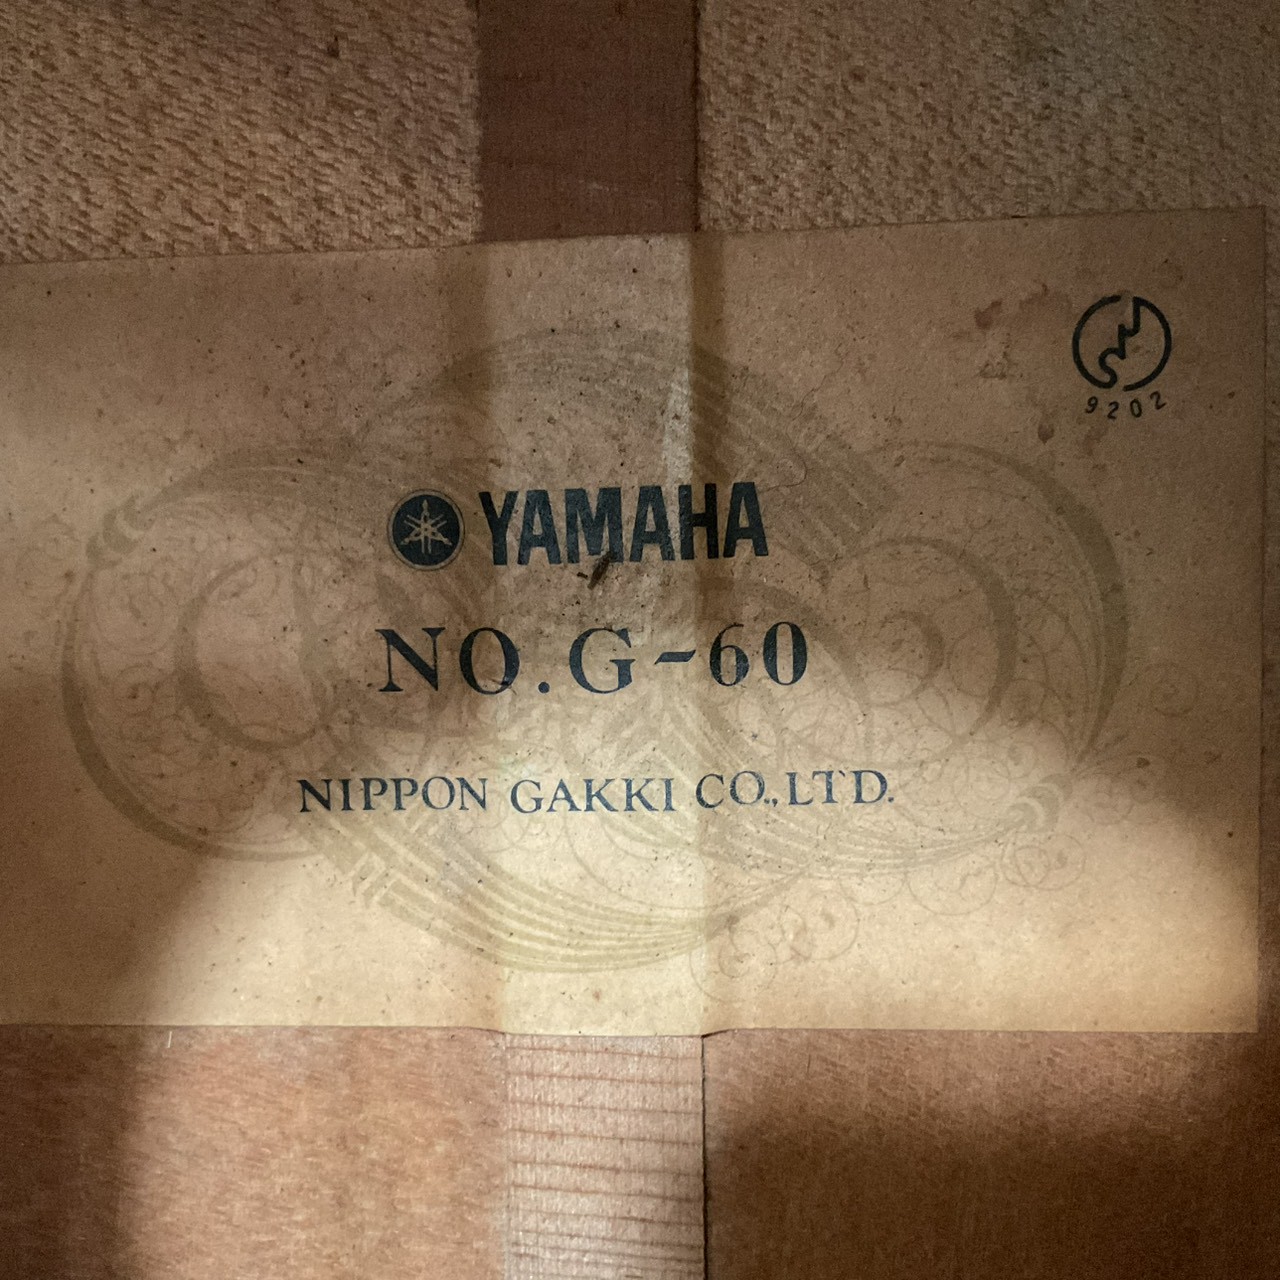 9202
YAMAHA
NO. G-60
NIPPON GAKKI CO., LTD.